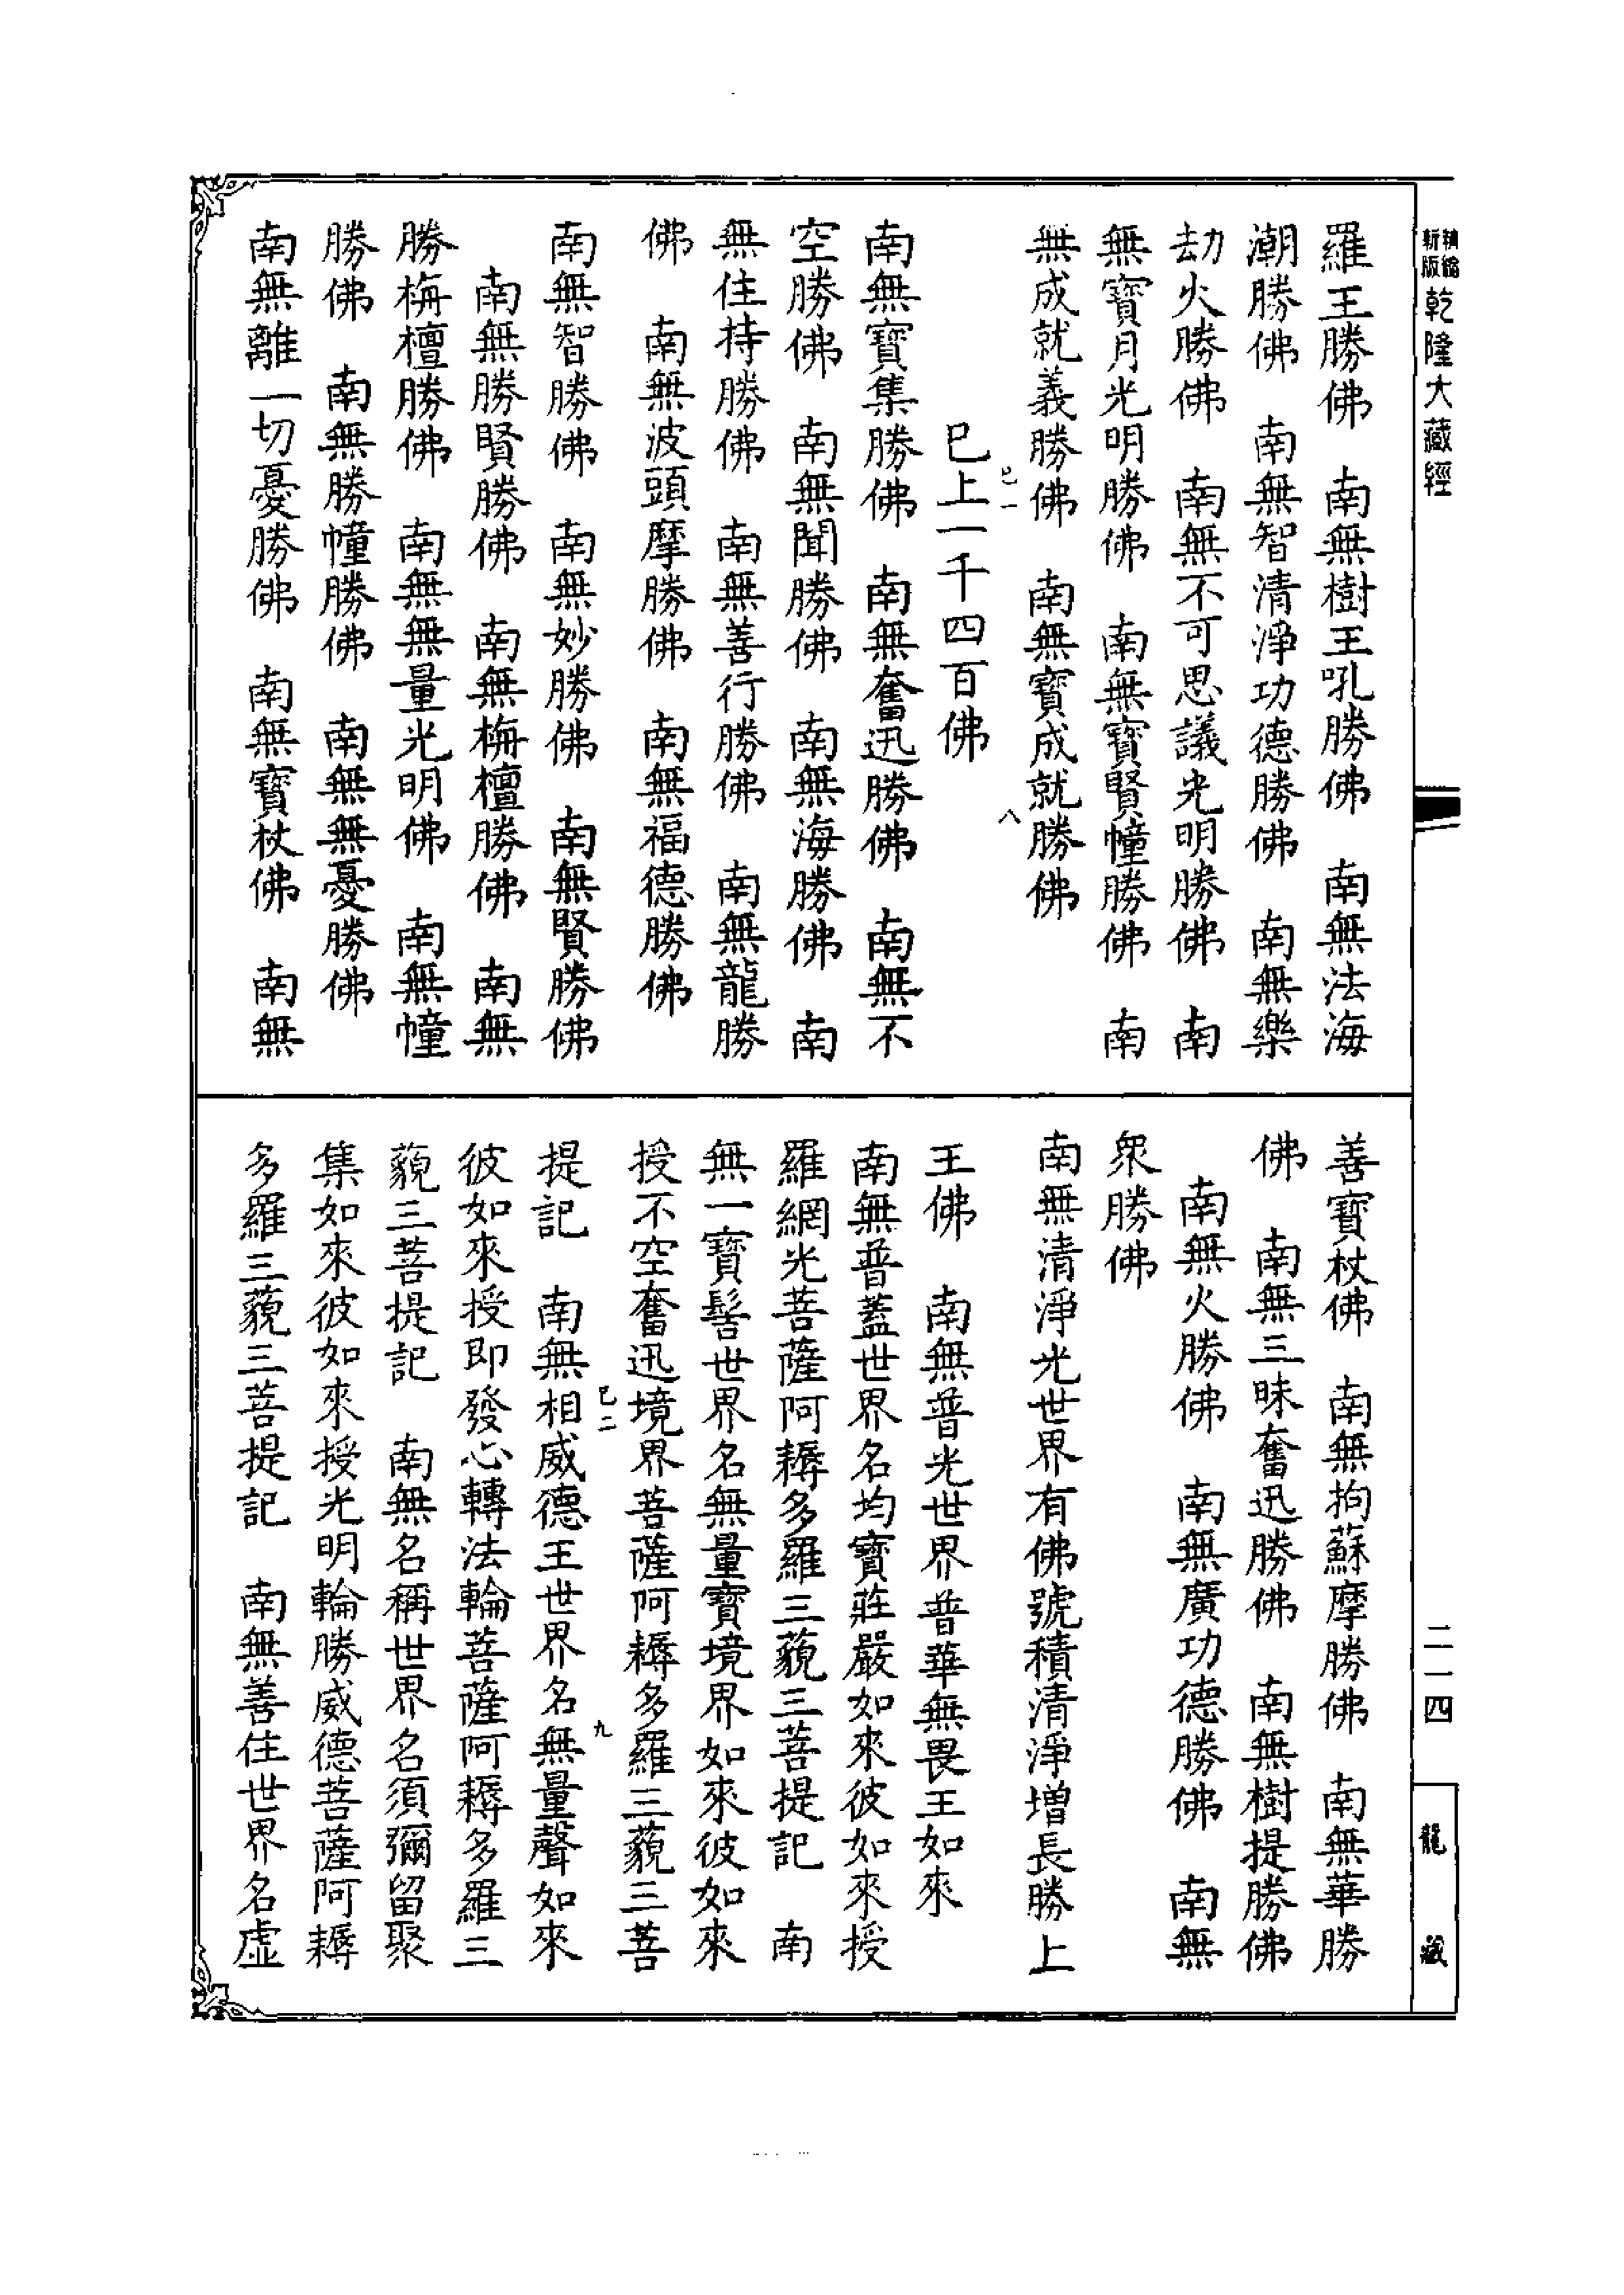 新版精縮乾隆大藏經
羅王勝佛　南無樹王吼勝佛　南無法海
潮勝佛　南無智清淨功德勝佛　南無樂
劫火勝佛　南無不可思議光明勝佛　南
無寶月光明勝佛　南無寶賢幢勝佛　南
無成就義勝佛　南無寶成就勝佛
已一　八
已上一千四百佛
南無寶集勝佛　南無奮迅勝佛　南無不
空勝佛　南無聞勝佛　南無海勝佛　南
無住持勝佛　南無善行勝佛　南無龍勝
佛　南無波頭摩勝佛　南無福德勝佛
南無智勝佛　南無妙勝佛　南無賢勝佛
南無勝賢勝佛　南無栴檀勝佛　南無
勝栴檀勝佛　南無無量光明佛　南無幢
勝佛　南無勝幢勝佛　南無無憂勝佛
南無離一切憂勝佛　南無寶杖佛　南無
善寶杖佛　南無拘蘇摩勝佛　南無華勝
佛　南無三昧奮迅勝佛　南無樹提勝佛
南無火勝佛　南無廣功德勝佛　南無
眾勝佛
南無清淨光世界有佛號積清淨增長勝上
王佛　南無普光世界普華無畏王如來
南無普蓋世界名均寶莊嚴如來彼如來授
羅網光菩薩阿耨多羅三藐三菩提記　南
無一寶髻世界名無量寶境界如來彼如來
授不空奮迅境界菩薩阿耨多羅三藐三菩
已二　九
提記　南無相威德王世界名無量聲如來
彼如來授即發心轉法輪菩薩阿耨多羅三
藐三菩提記　南無名稱世界名須彌留聚
集如來彼如來授光明輪勝威德菩薩阿耨
多羅三藐三菩提記　南無善住世界名虛
二一四
龍藏